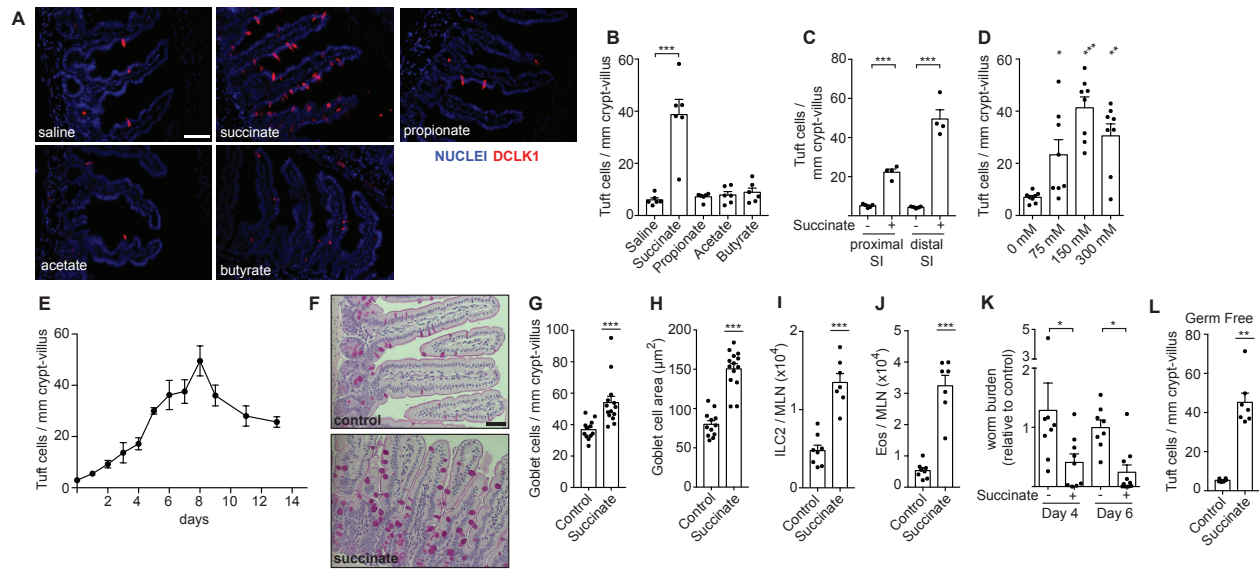 A
saline
succinate
propionate
acetate
butyrate
NUCLEI DCLK1
B
Tuft cells / mm crypt-villus
60
40
20
0
***
Saline
Succinate
Propionate
Acetate
Butyrate
C
Tuft cells /
mm crypt-villus
80
60
40
20
0
***
***
Succinate - + - +
proximal
SI
distal
SI
D
Tuft cells / mm crypt-villus
60
40
20
0
*
***
**
0 mM
75 mM
150 mM
300 mM
E
Tuft cells / mm crypt-villus
60
40
20
0
0 2 4 6 8 10 12 14
days
F
control
succinate
G
Goblet cells / mm crypt-villus
100
80
60
40
20
0
***
Control
Succinate
H
Goblet cell area (µm²)
200
150
100
50
0
***
Control
Succinate
I
ILC2 / MLN (x10⁴)
2
1
0
***
Control
Succinate
J
Eos / MLN (x10⁴)
5
4
3
2
1
0
***
Control
Succinate
K
worm burden
(relative to control)
5
2
1
0
*
*
Succinate - + - +
Day 4
Day 6
L
Germ Free
Tuft cells / mm crypt-villus
80
60
40
20
0
**
Control
Succinate